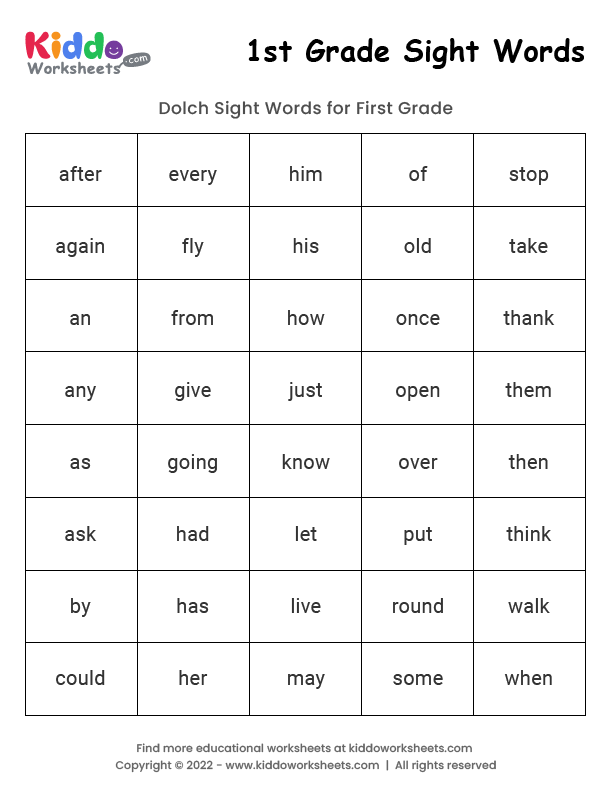 Kiddo
Worksheets .com
1st Grade Sight Words
Dolch Sight Words for First Grade
after every him of stop
again fly his old take
an from how once thank
any give just open them
as going know over then
ask had let put think
by has live round walk
could her may some when
Find more educational worksheets at kiddoworksheets.com
Copyright © 2022 - www.kiddoworksheets.com | All rights reserved